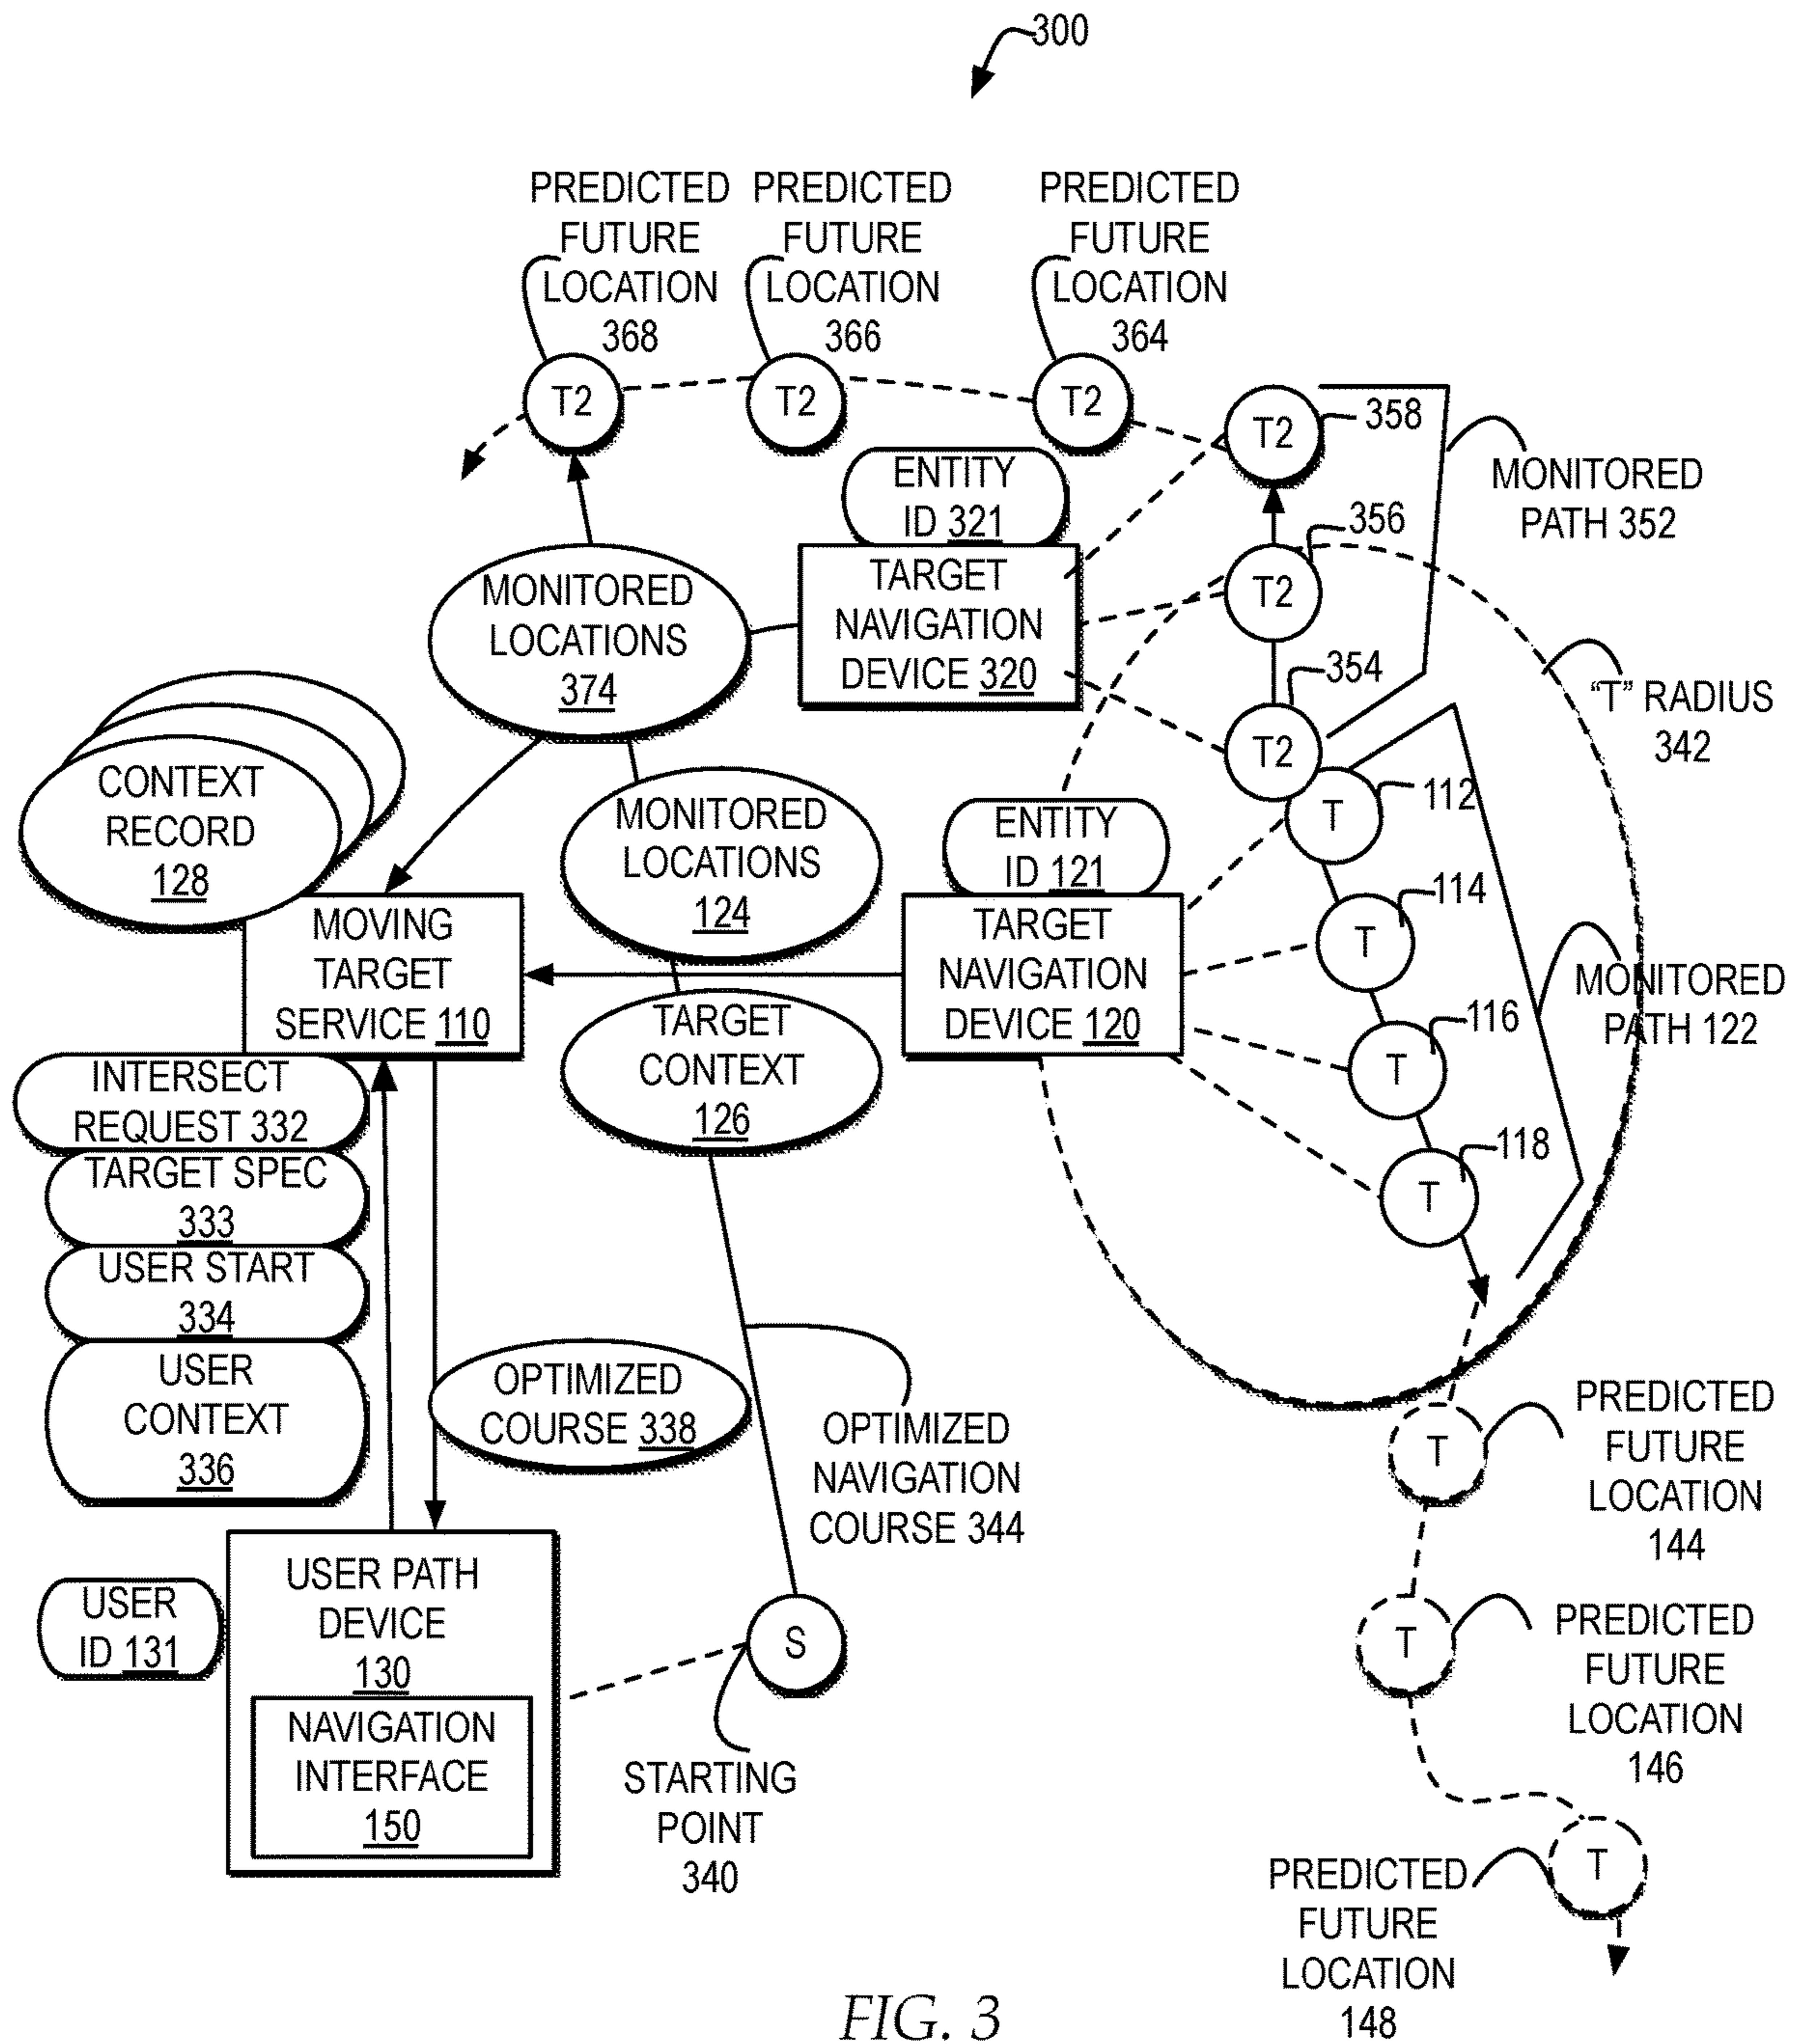 300
PREDICTED
FUTURE
LOCATION
368
PREDICTED
FUTURE
LOCATION
366
PREDICTED
FUTURE
LOCATION
364
T2
T2
T2
T2
358
MONITORED
PATH 352
ENTITY
ID 321
TARGET
NAVIGATION
DEVICE 320
T2
356
T2
354
"T" RADIUS
342
MONITORED
LOCATIONS
374
CONTEXT
RECORD
128
MONITORED
LOCATIONS
124
ENTITY
ID 121
TARGET
NAVIGATION
DEVICE 120
T
112
T
114
T
116
T
118
MONITORED
PATH 122
MOVING
TARGET
SERVICE 110
TARGET
CONTEXT
126
INTERSECT
REQUEST 332
TARGET SPEC
333
USER START
334
USER
CONTEXT
336
OPTIMIZED
COURSE 338
OPTIMIZED
NAVIGATION
COURSE 344
T
PREDICTED
FUTURE
LOCATION
144
USER
ID 131
USER PATH
DEVICE
130
NAVIGATION
INTERFACE
150
S
STARTING
POINT
340
T
PREDICTED
FUTURE
LOCATION
146
T
PREDICTED
FUTURE
LOCATION
148
FIG. 3